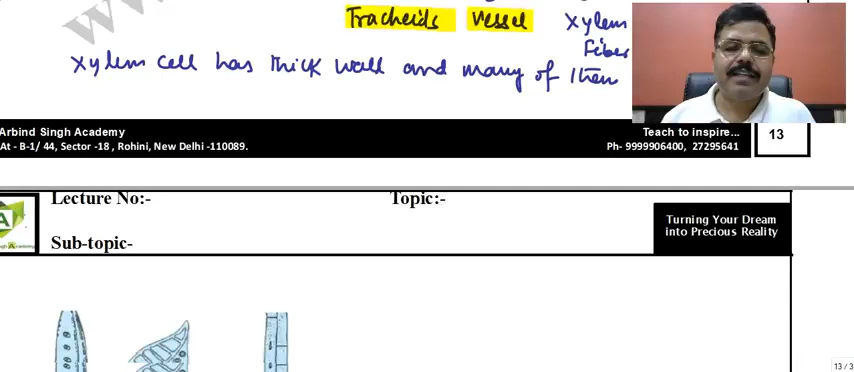 Tracheids Vessel Xylem
Fiber
Xylem cell has thick wall and many of them
Arbind Singh Academy
Teach to inspire...
13
At - B-1/ 44, Sector -18 , Rohini, New Delhi -110089.
Ph- 9999906400, 27295641
Lecture No:-
Topic:-
Turning Your Dream
into Precious Reality
Sub-topic-
A
13 / 3